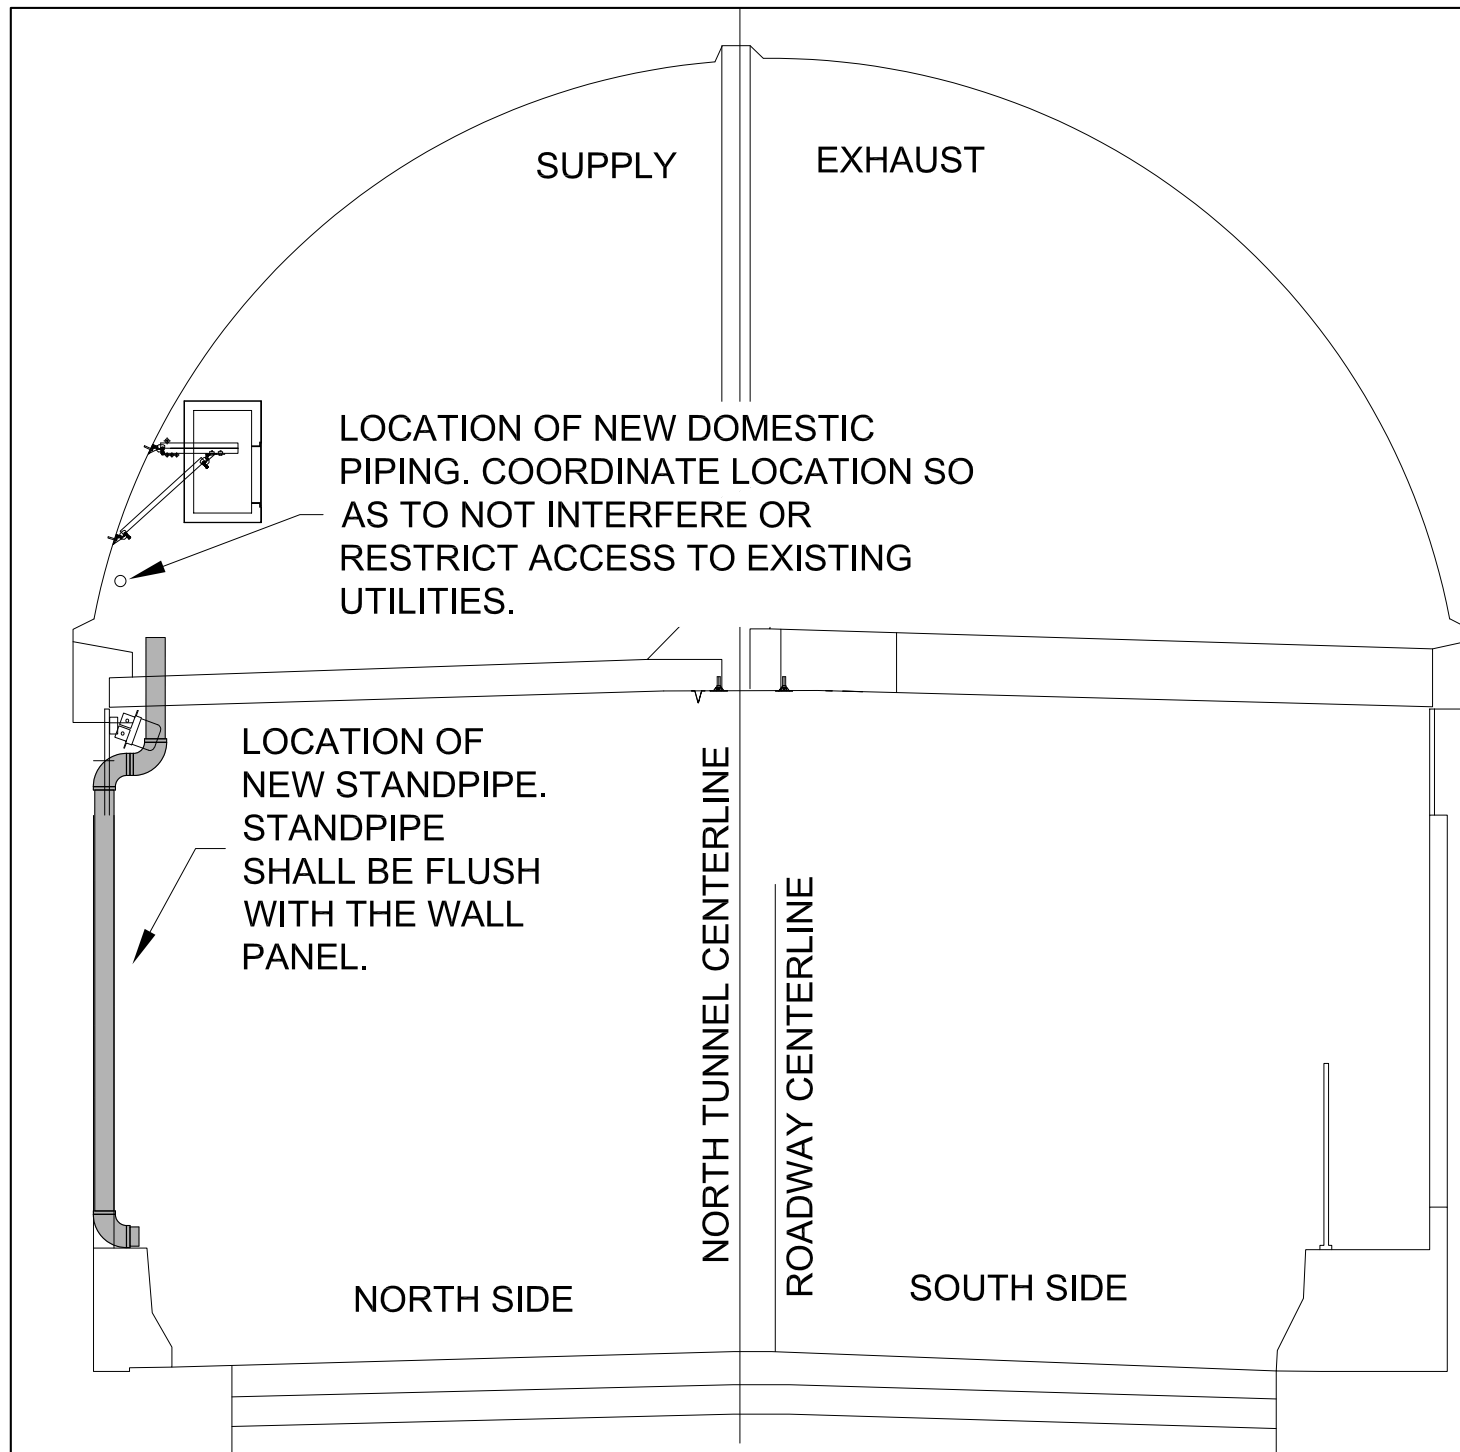 SUPPLY
EXHAUST
LOCATION OF NEW DOMESTIC
PIPING. COORDINATE LOCATION SO
AS TO NOT INTERFERE OR
RESTRICT ACCESS TO EXISTING
UTILITIES.
LOCATION OF
NEW STANDPIPE.
STANDPIPE
SHALL BE FLUSH
WITH THE WALL
PANEL.
NORTH TUNNEL CENTERLINE
ROADWAY CENTERLINE
NORTH SIDE
SOUTH SIDE